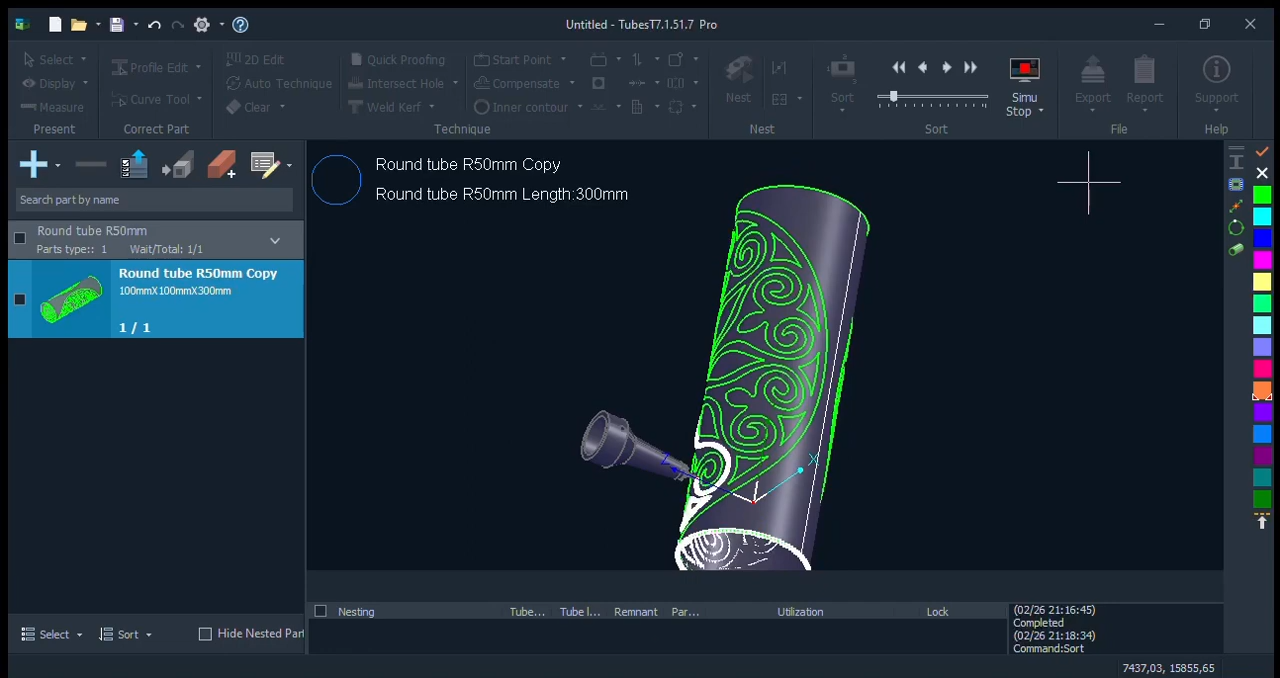 Untitled - TubesT7.1.51.7 Pro
Select
Display
Measure
Present
Profile Edit
Curve Tool
Correct Part
2D Edit
Auto Technique
Clear
Quick Proofing
Intersect Hole
Weld Kerf
Start Point
Compensate
Inner contour
Technique
Nest
Nest
Sort
Simu
Stop
Sort
Export
Report
File
Support
Help
Search part by name
Round tube R50mm
Parts type:: 1 Wait/Total: 1/1
Round tube R50mm Copy
100mmX100mmX300mm
1 / 1
Round tube R50mm Copy
Round tube R50mm Length:300mm
Z
X
Select
Sort
Hide Nested Part
Nesting
Tube...
Tube l...
Remnant
Par...
Utilization
Lock
(02/26 21:16:45)
Completed
(02/26 21:18:34)
Command:Sort
7437,03, 15855,65